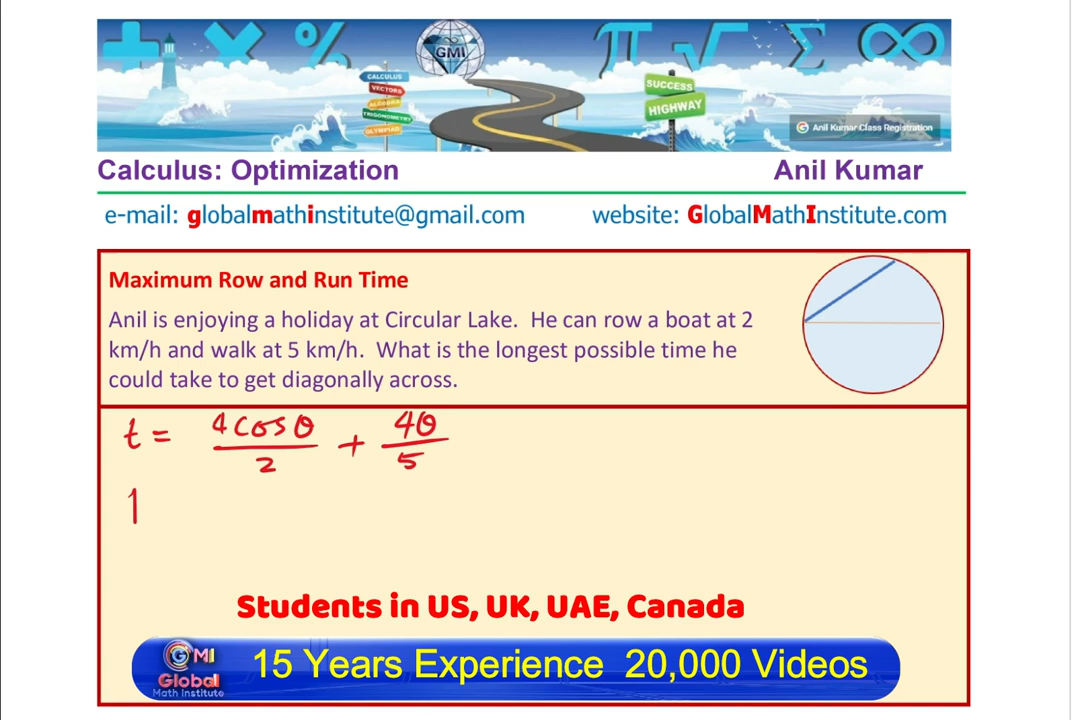 GMI
CALCULUS
VECTORS
ALGEBRA
TRIGONOMETRY
OLYMPIAD
SUCCESS
HIGHWAY
Anil Kumar Class Registration
Calculus: Optimization Anil Kumar
e-mail: globalmathinstitute@gmail.com website: GlobalMathInstitute.com
Maximum Row and Run Time
Anil is enjoying a holiday at Circular Lake. He can row a boat at 2
km/h and walk at 5 km/h. What is the longest possible time he
could take to get diagonally across.
t = 4cosθ/2 + 4θ/5
1
Students in US, UK, UAE, Canada
GMI
Global
Math Institute
15 Years Experience 20,000 Videos